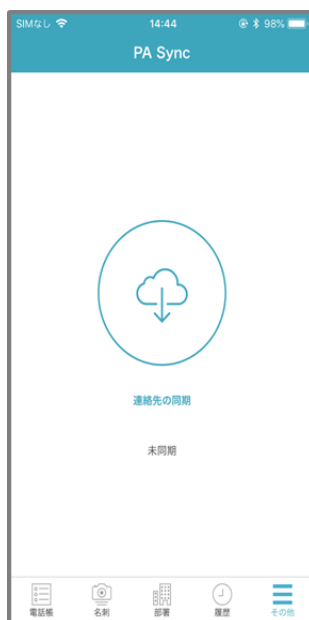 SIMなし 14:44 98%
PA Sync
連絡先の同期
未同期
電話帳 名刺 部署 履歴 その他